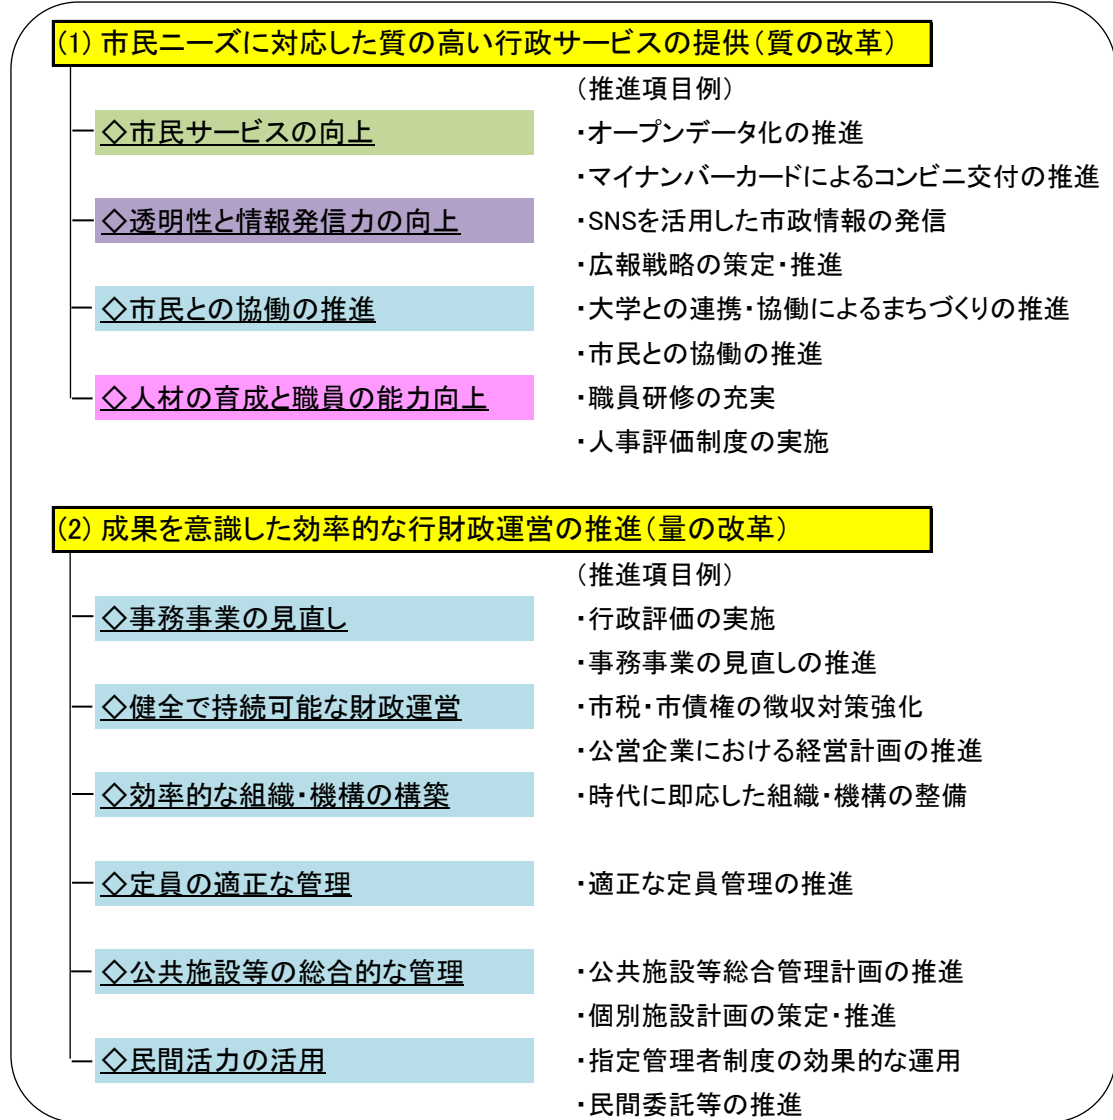 (1) 市民ニーズに対応した質の高い行政サービスの提供（質の改革）
（推進項目例）
◇市民サービスの向上
・オープンデータ化の推進
・マイナンバーカードによるコンビニ交付の推進
◇透明性と情報発信力の向上
・SNSを活用した市政情報の発信
・広報戦略の策定・推進
◇市民との協働の推進
・大学との連携・協働によるまちづくりの推進
・市民との協働の推進
◇人材の育成と職員の能力向上
・職員研修の充実
・人事評価制度の実施
(2) 成果を意識した効率的な行財政運営の推進（量の改革）
（推進項目例）
◇事務事業の見直し
・行政評価の実施
・事務事業の見直しの推進
◇健全で持続可能な財政運営
・市税・市債権の徴収対策強化
・公営企業における経営計画の推進
◇効率的な組織・機構の構築
・時代に即応した組織・機構の整備
◇定員の適正な管理
・適正な定員管理の推進
◇公共施設等の総合的な管理
・公共施設等総合管理計画の推進
・個別施設計画の策定・推進
◇民間活力の活用
・指定管理者制度の効果的な運用
・民間委託等の推進